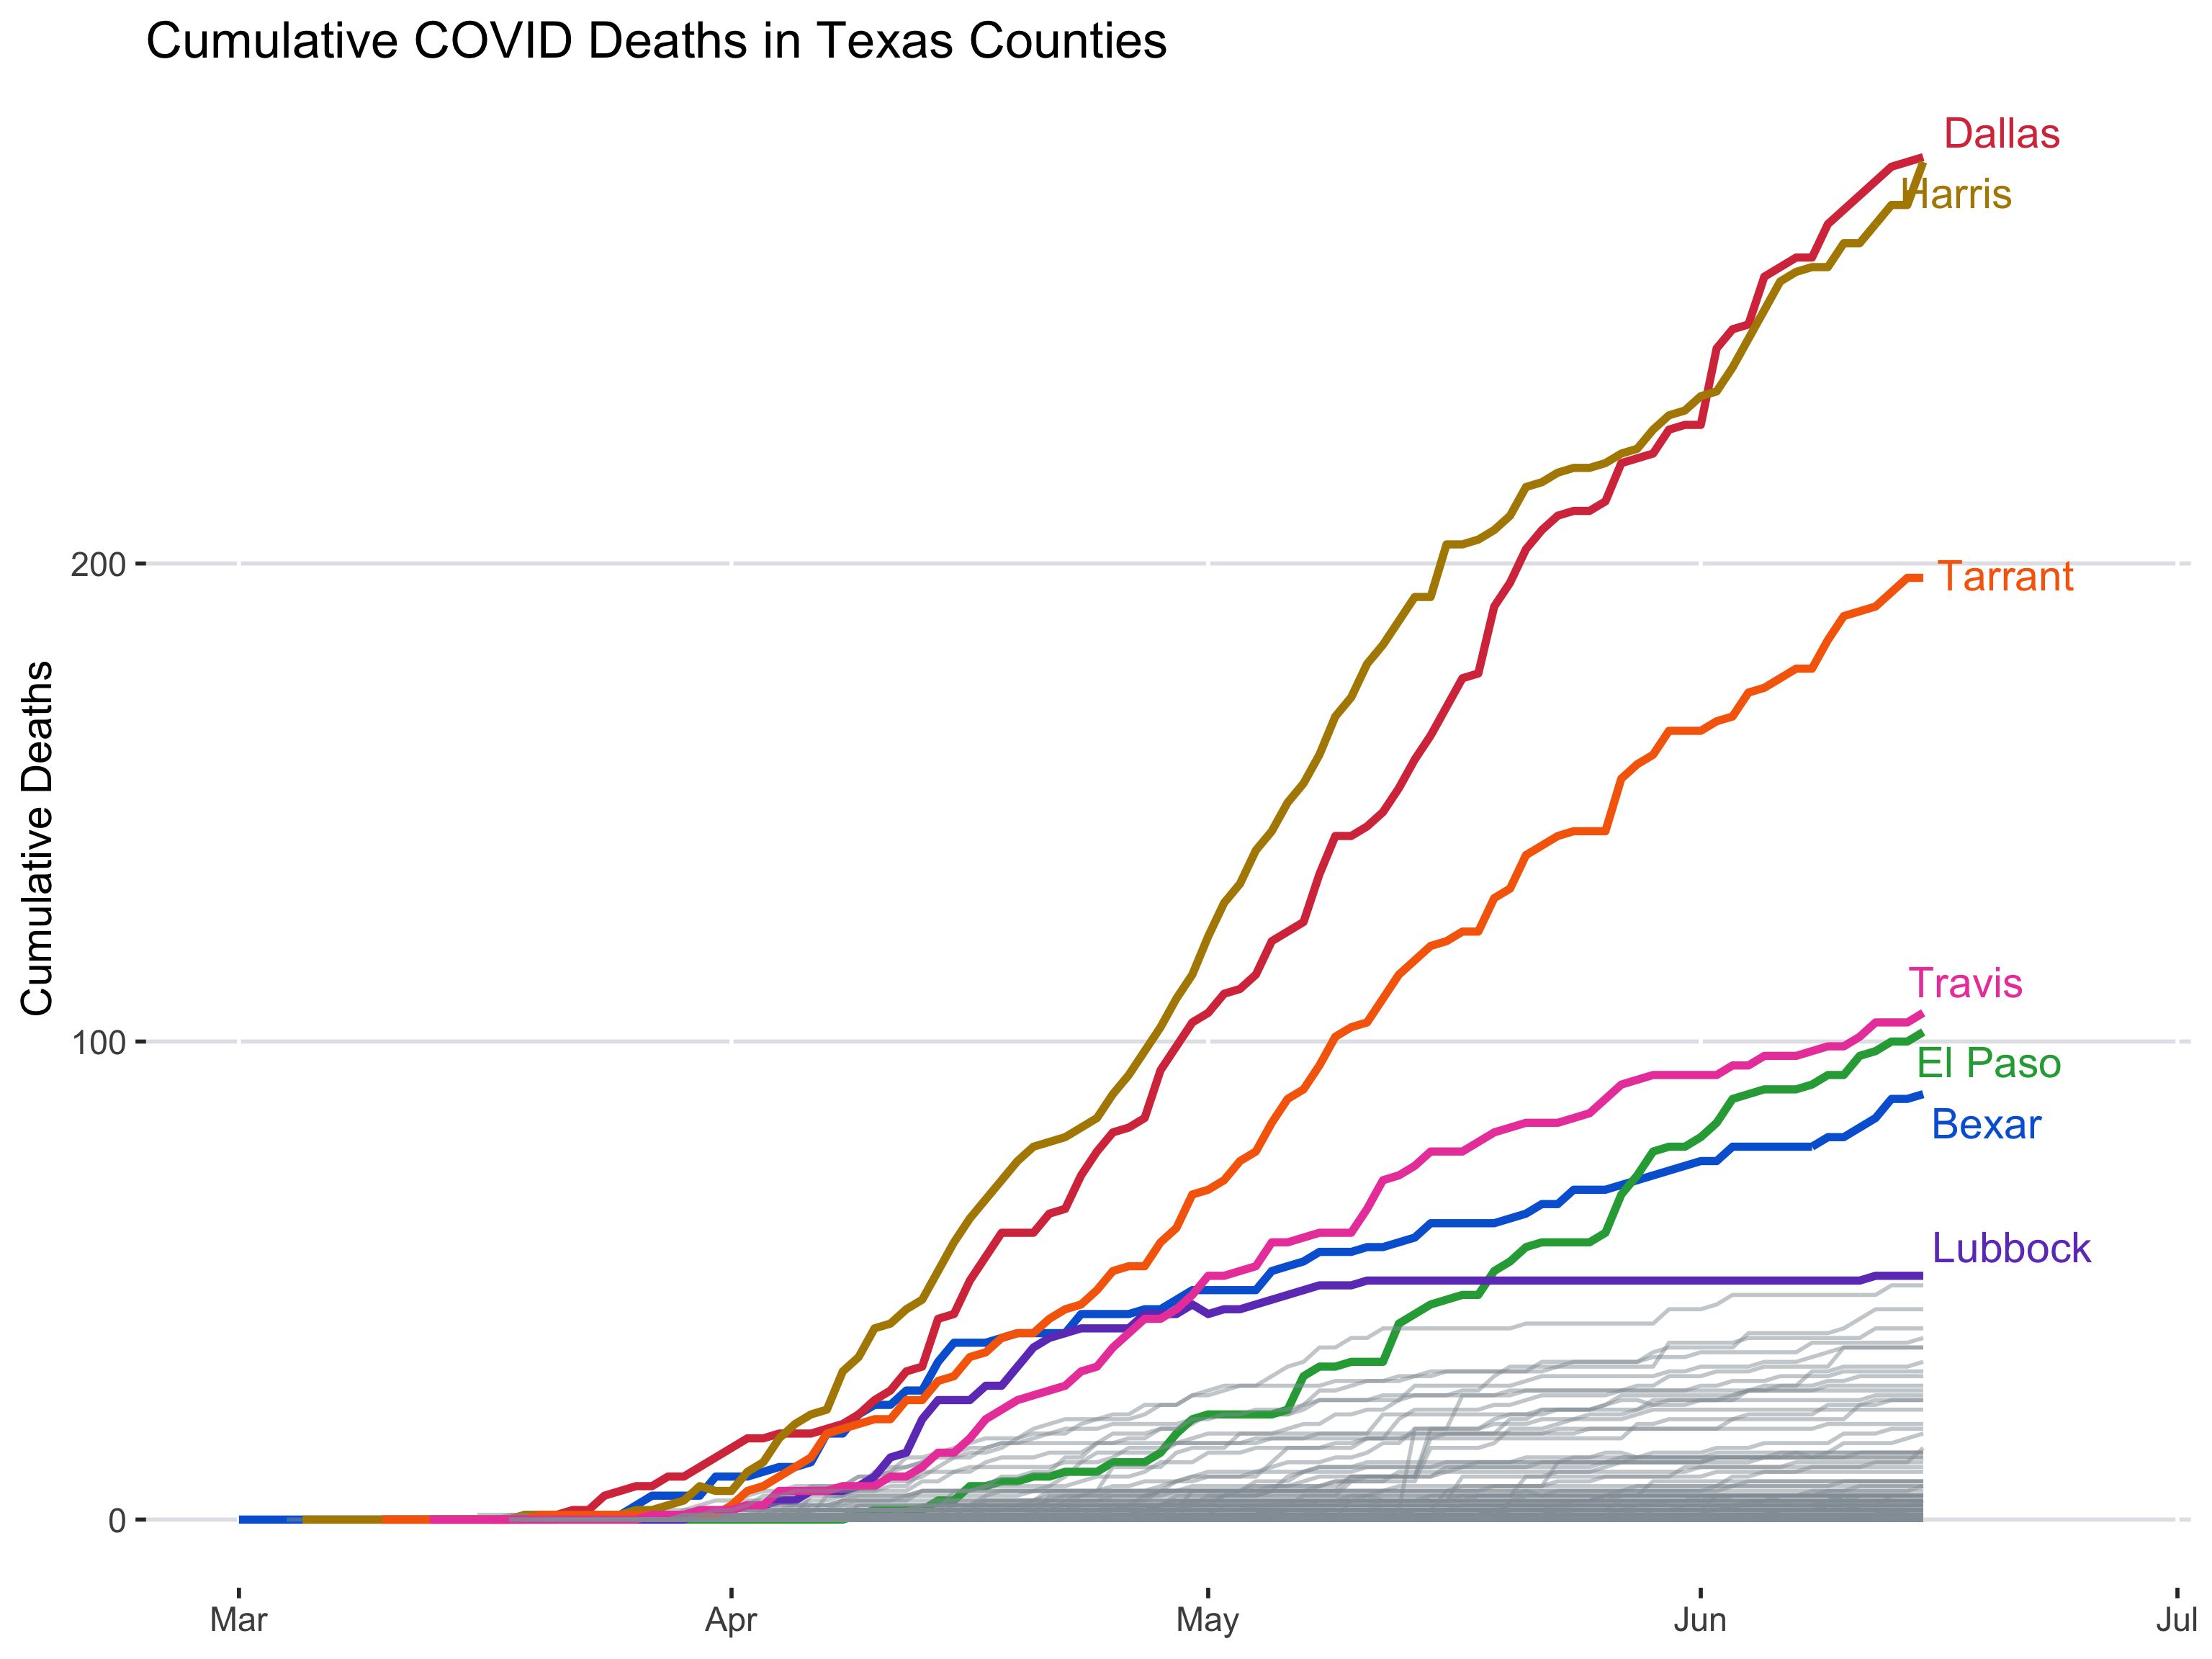 Cumulative COVID Deaths in Texas Counties
Dallas
Harris
200
Tarrant
Cumulative Deaths
Travis
100
El Paso
Bexar
Lubbock
0
Mar
Apr
May
Jun
Jul